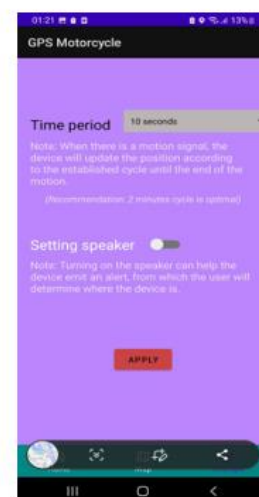 01:21 13%
GPS Motorcycle
Time period 10 seconds
Note: When there is a motion signal, the
device will update the position according
to the established cycle until the end of the
motion.
(Recommendation: 2 minutes cycle is optimal)
Setting speaker
Note: Turning on the speaker can help the
device emit an alert, from which the user will
determine where the device is.
APPLY
Map